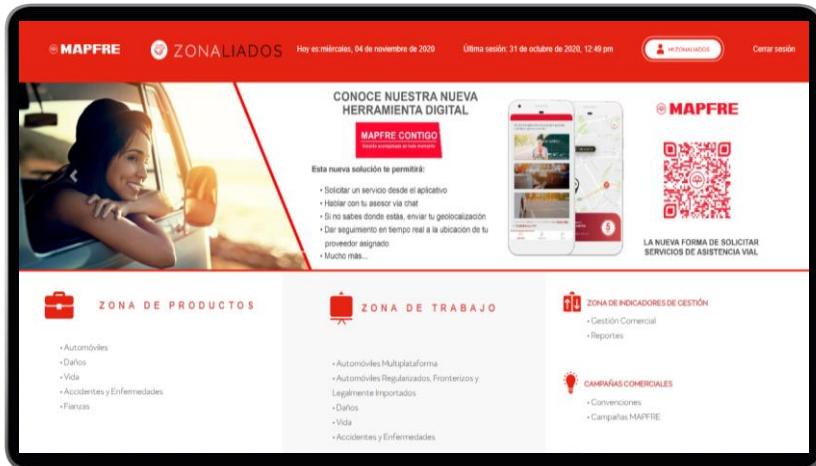 MAPFRE
ZONALIADOS
Hoy es:miércoles, 04 de noviembre de 2020
Última sesión: 31 de octubre de 2020, 12:49 pm
MI ZONALIADOS
Cerrar sesión
CONOCE NUESTRA NUEVA
HERRAMIENTA DIGITAL
MAPFRE CONTIGO
Esta nueva solución te permitirá:
• Solicitar un servicio desde el aplicativo
• Hablar con tu asesor vía chat
• Si no sabes donde estás, enviar tu geolocalización
• Dar seguimiento en tiempo real a la ubicación de tu
proveedor asignado
• Mucho más...
MAPFRE
LA NUEVA FORMA DE SOLICITAR
SERVICIOS DE ASISTENCIA VIAL
ZONA DE PRODUCTOS
• Automóviles
• Daños
• Vida
• Accidentes y Enfermedades
• Fianzas
ZONA DE TRABAJO
• Automóviles Multiplataforma
• Automóviles Regularizados, Fronterizos y
Legalmente Importados
• Daños
• Vida
• Accidentes y Enfermedades
ZONA DE INDICADORES DE GESTIÓN
• Gestión Comercial
• Reportes
CAMPAÑAS COMERCIALES
• Convenciones
• Campañas MAPFRE